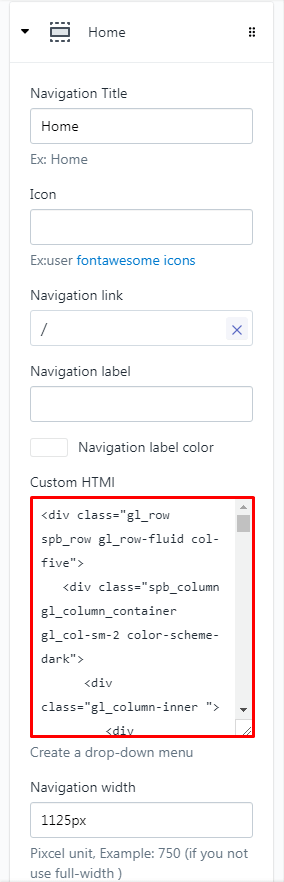 Home
Navigation Title
Home
Ex: Home
Icon
Ex:user fontawesome icons
Navigation link
/
Navigation label
Navigation label color
Custom HTMl
<div class="gl_row
spb_row gl_row-fluid col-
five">
<div class="spb_column
gl_column_container
gl_col-sm-2 color-scheme-
dark">
<div
class="gl_column-inner ">
<div
Create a drop-down menu
Navigation width
1125px
Pixcel unit, Example: 750 (if you not
use full-width )